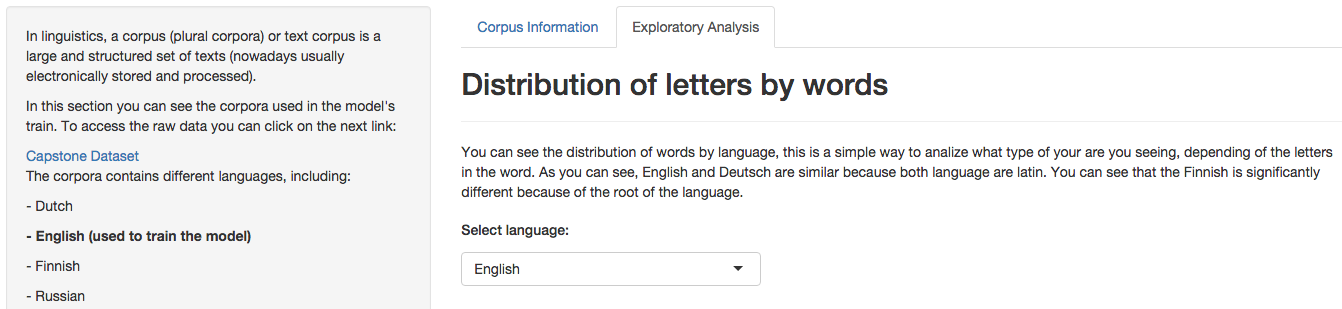 In linguistics, a corpus (plural corpora) or text corpus is a
large and structured set of texts (nowadays usually
electronically stored and processed).
In this section you can see the corpora used in the model's
train. To access the raw data you can click on the next link:
Capstone Dataset
The corpora contains different languages, including:
- Dutch
- English (used to train the model)
- Finnish
- Russian
Corpus Information
Exploratory Analysis
Distribution of letters by words
You can see the distribution of words by language, this is a simple way to analize what type of your are you seeing, depending of the letters
in the word. As you can see, English and Deutsch are similar because both language are latin. You can see that the Finnish is significantly
different because of the root of the language.
Select language:
English